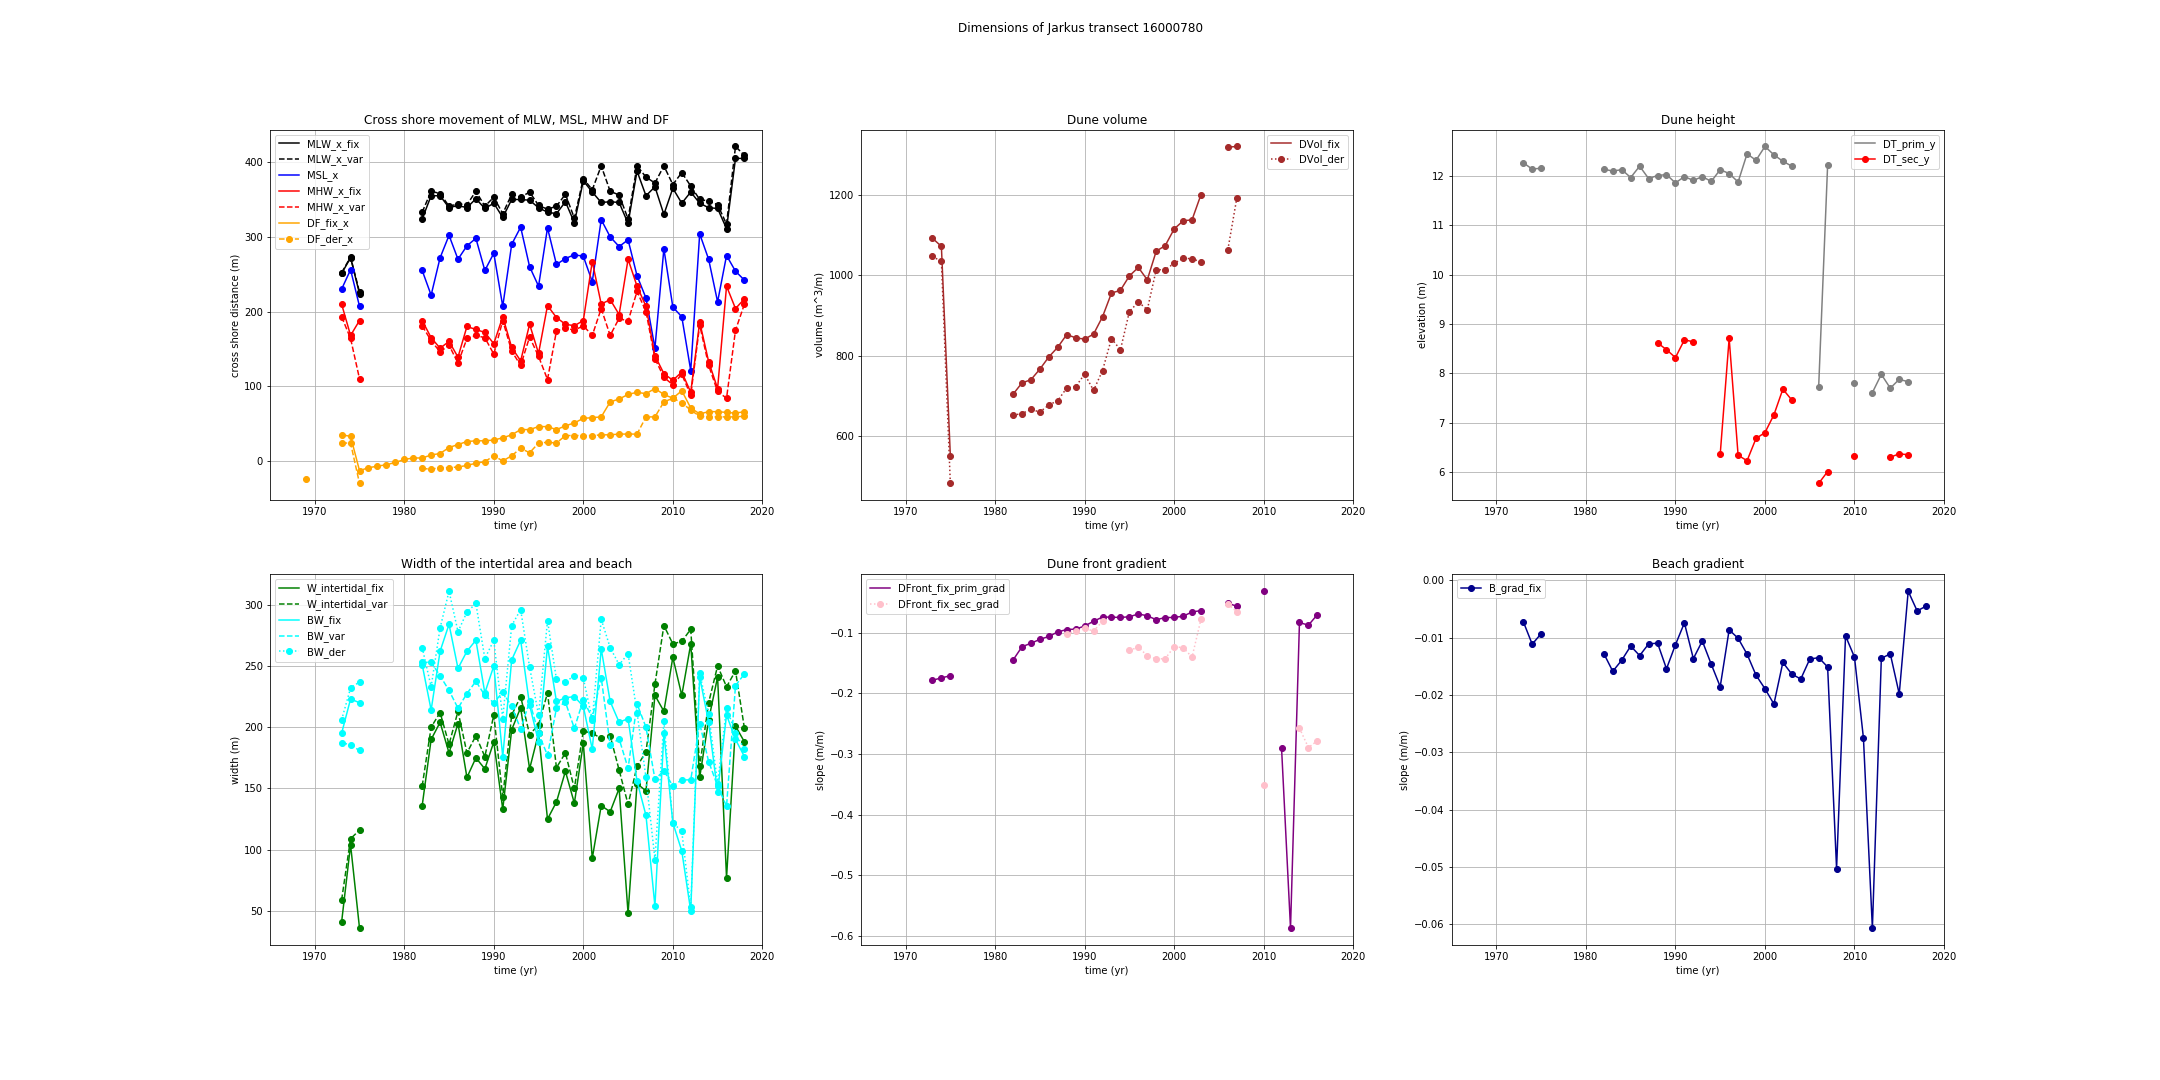 Dimensions of Jarkus transect 16000780
Cross shore movement of MLW, MSL, MHW and DF
MLW_x_fix
MLW_x_var
MSL_x
MHW_x_fix
MHW_x_var
DF_fix_x
DF_der_x
cross shore distance (m)
400
300
200
100
0
1970 1980 1990 2000 2010 2020
time (yr)
Dune volume
DVol_fix
DVol_der
volume (m^3/m)
1200
1000
800
600
1970 1980 1990 2000 2010 2020
time (yr)
Dune height
DT_prim_y
DT_sec_y
elevation (m)
12
11
10
9
8
7
6
1970 1980 1990 2000 2010 2020
time (yr)
Width of the intertidal area and beach
W_intertidal_fix
W_intertidal_var
BW_fix
BW_var
BW_der
width (m)
300
250
200
150
100
50
1970 1980 1990 2000 2010 2020
time (yr)
Dune front gradient
DFront_fix_prim_grad
DFront_fix_sec_grad
slope (m/m)
−0.1
−0.2
−0.3
−0.4
−0.5
−0.6
1970 1980 1990 2000 2010 2020
time (yr)
Beach gradient
B_grad_fix
slope (m/m)
0.00
−0.01
−0.02
−0.03
−0.04
−0.05
−0.06
1970 1980 1990 2000 2010 2020
time (yr)